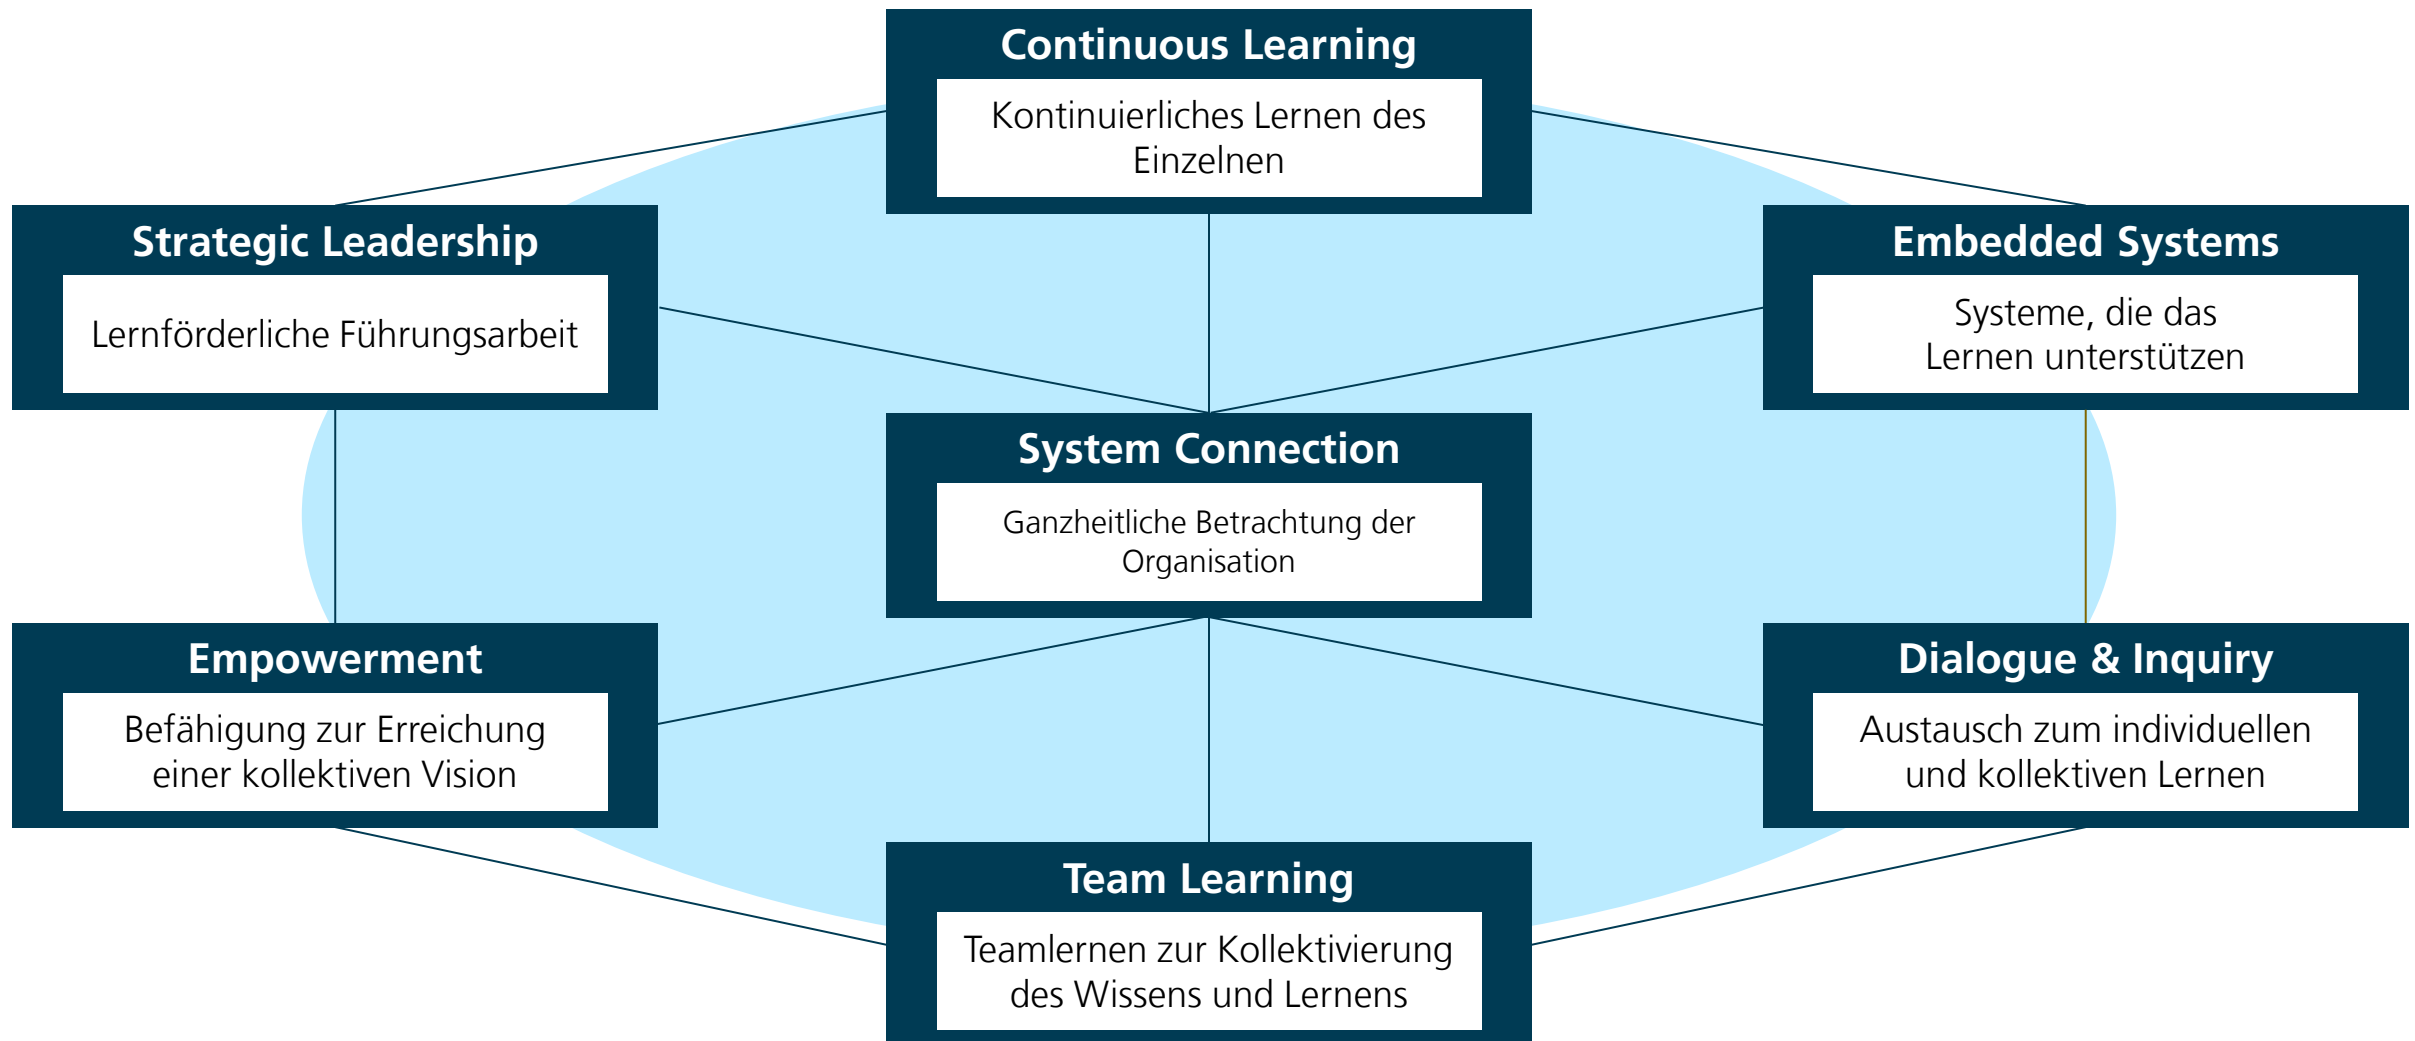 Continuous Learning
Kontinuierliches Lernen des
Einzelnen
Strategic Leadership
Lernförderliche Führungsarbeit
Embedded Systems
Systeme, die das
Lernen unterstützen
System Connection
Ganzheitliche Betrachtung der
Organisation
Empowerment
Befähigung zur Erreichung
einer kollektiven Vision
Dialogue & Inquiry
Austausch zum individuellen
und kollektiven Lernen
Team Learning
Teamlernen zur Kollektivierung
des Wissens und Lernens